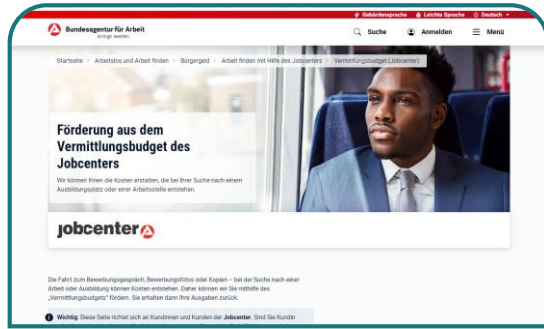 Gebärdensprache Leichte Sprache Deutsch
Bundesagentur für Arbeit
bringt weiter.
Suche Anmelden Menü
Startseite Arbeitslos und Arbeit finden Bürgergeld Arbeit finden mit Hilfe des Jobcenters Vermittlungsbudget (Jobcenter)
Förderung aus dem
Vermittlungsbudget des
Jobcenters
Wir können Ihnen die Kosten erstatten, die bei Ihrer Suche nach einem
Ausbildungsplatz oder einer Arbeitsstelle entstehen.
jobcenter
Die Fahrt zum Bewerbungsgespräch, Bewerbungsfotos oder Kopien – bei der Suche nach einer
Arbeit oder Ausbildung können Kosten entstehen. Daher können wir Sie mithilfe des
„Vermittlungsbudgets“ fördern. Sie erhalten dann Ihre Ausgaben zurück.
Wichtig: Diese Seite richtet sich an Kundinnen und Kunden der Jobcenter. Sind Sie Kundin